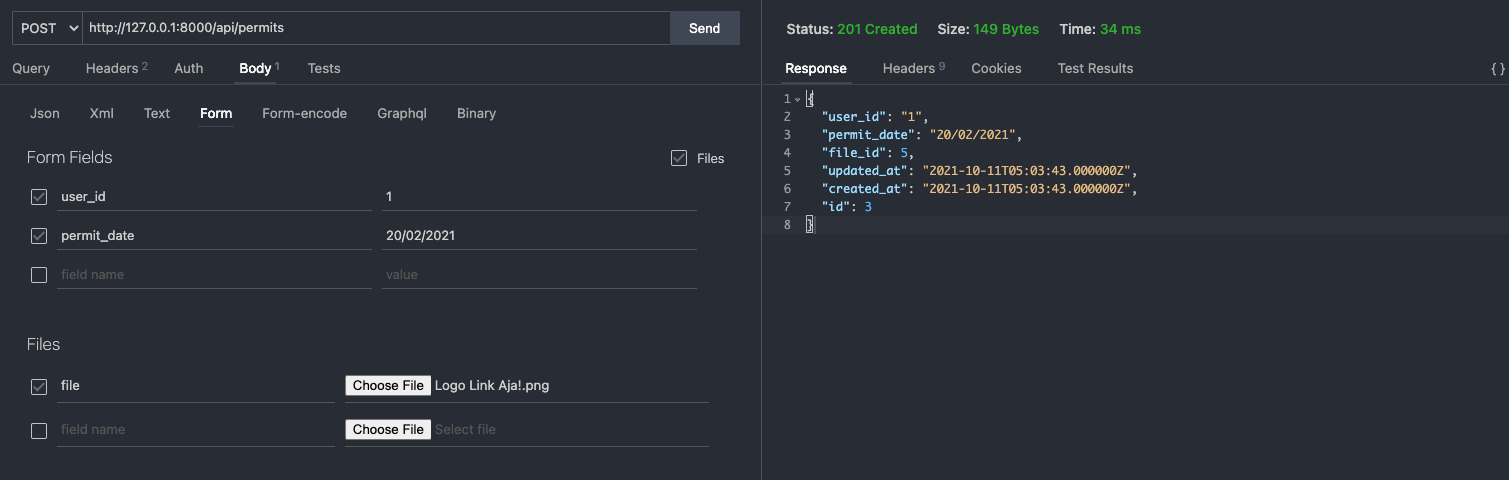 POST http://127.0.0.1:8000/api/permits Send
Query Headers 2 Auth Body 1 Tests
Json Xml Text Form Form-encode Graphql Binary
Form Fields Files
user_id 1
permit_date 20/02/2021
field name value
Files
file Choose File Logo Link Aja!.png
field name Choose File Select file
Status: 201 Created Size: 149 Bytes Time: 34 ms
Response Headers 9 Cookies Test Results {}
1 {
2 "user_id": "1",
3 "permit_date": "20/02/2021",
4 "file_id": 5,
5 "updated_at": "2021-10-11T05:03:43.000000Z",
6 "created_at": "2021-10-11T05:03:43.000000Z",
7 "id": 3
8 }